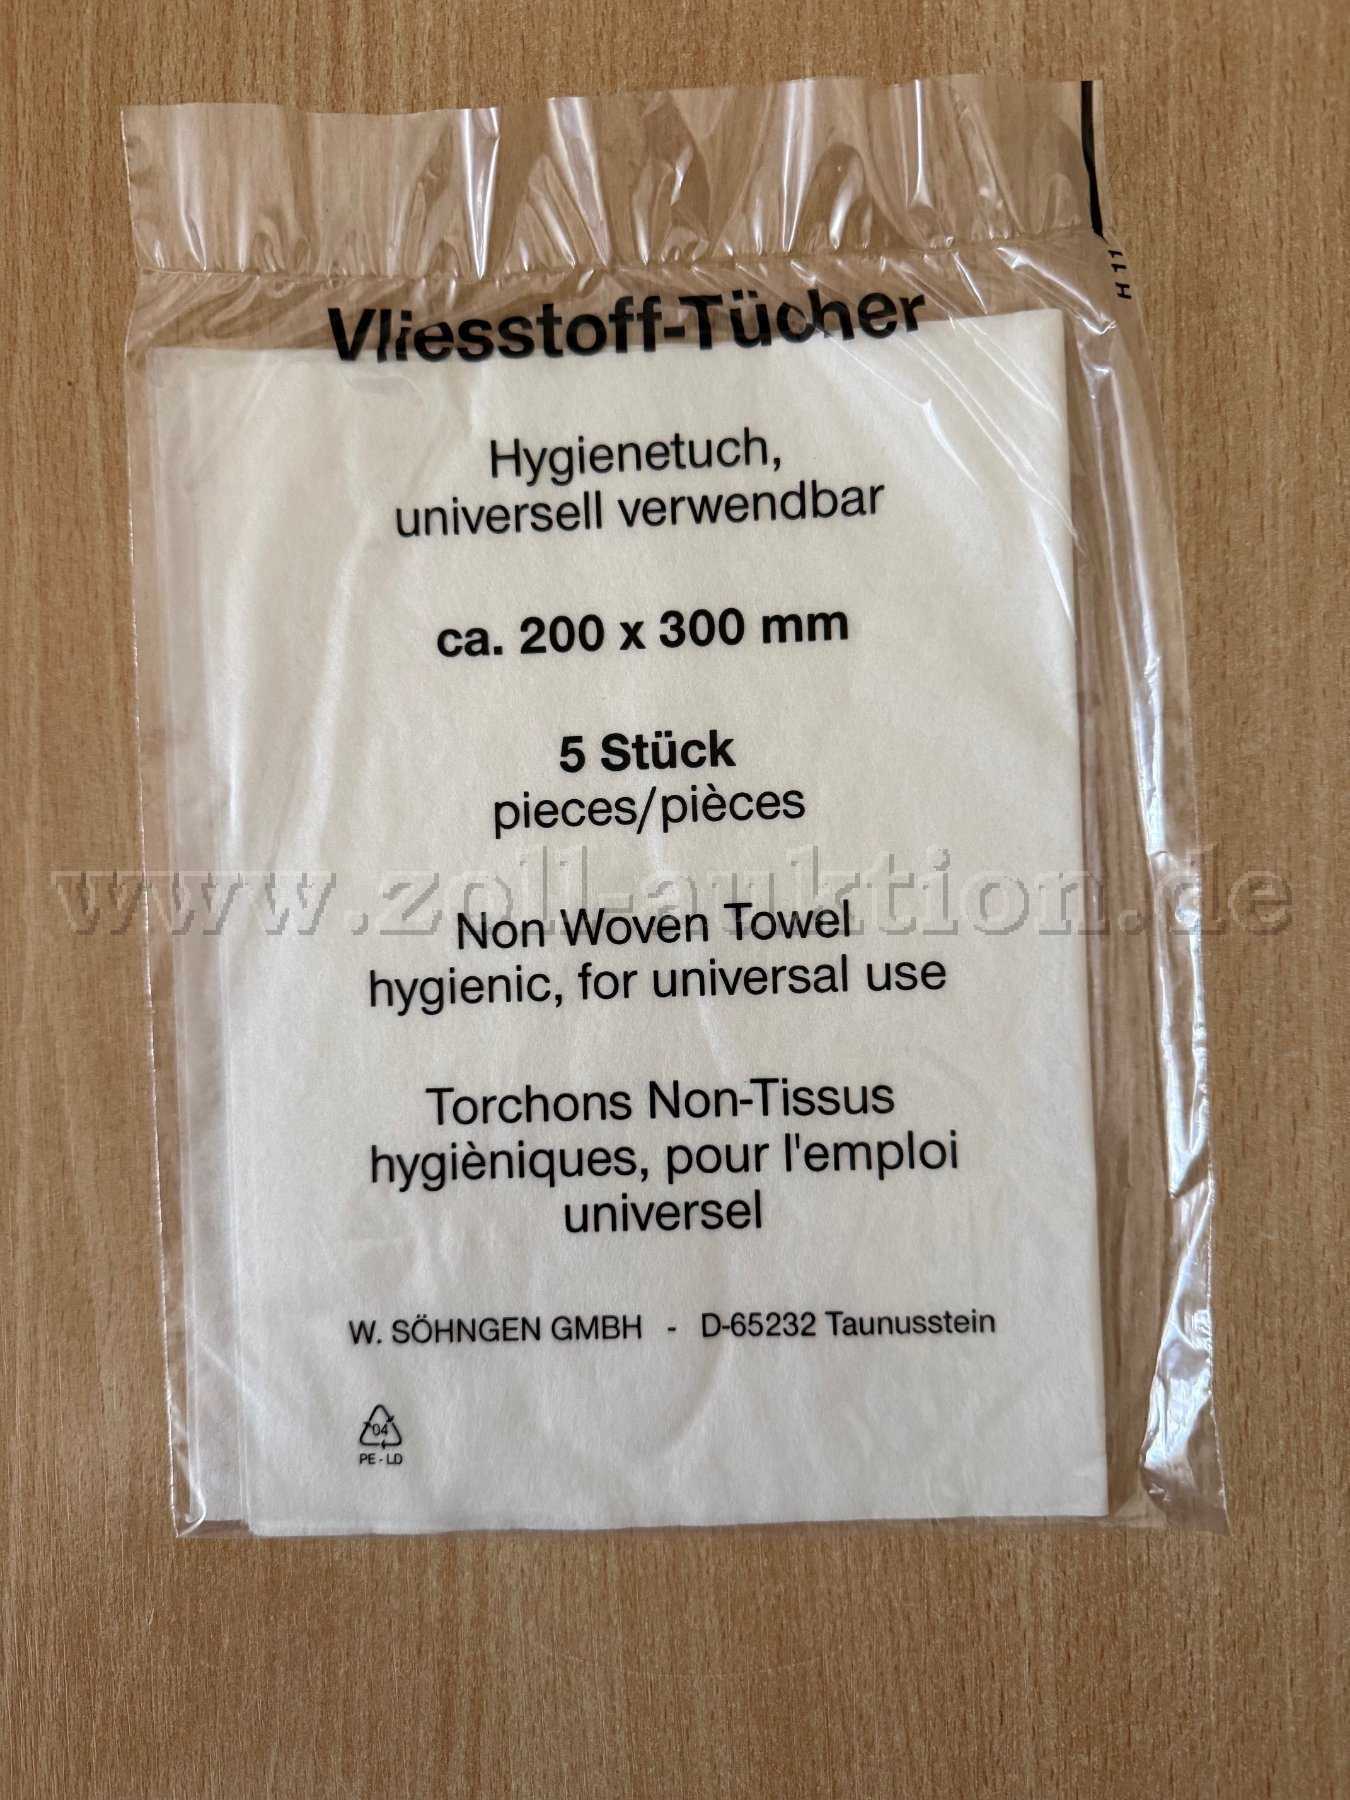 H 11
Vliesstoff-Tücher
Hygienetuch,
universell verwendbar
ca. 200 x 300 mm
5 Stück
pieces/pièces
www.zoll-auktion.de
Non Woven Towel
hygienic, for universal use
Torchons Non-Tissus
hygièniques, pour l'emploi
universel
W. SÖHNGEN GMBH - D-65232 Taunusstein
04
PE - LD